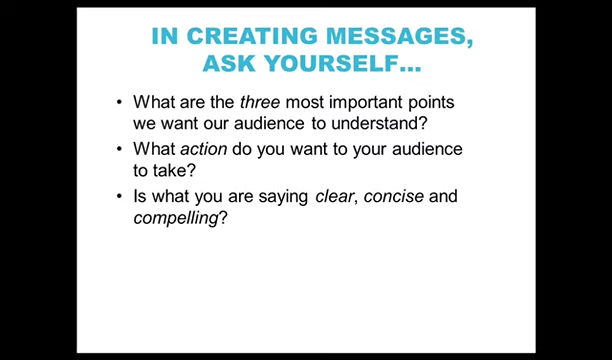 IN CREATING MESSAGES,
ASK YOURSELF...
• What are the three most important points
we want our audience to understand?
• What action do you want to your audience
to take?
• Is what you are saying clear, concise and
compelling?